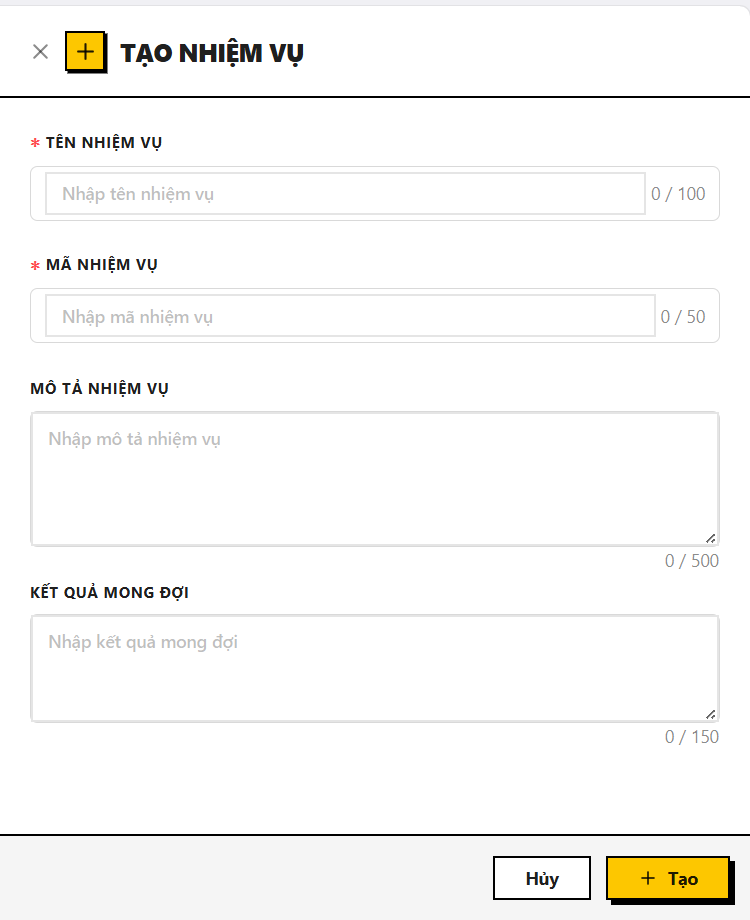 TẠO NHIỆM VỤ
* TÊN NHIỆM VỤ
Nhập tên nhiệm vụ 0 / 100
* MÃ NHIỆM VỤ
Nhập mã nhiệm vụ 0 / 50
MÔ TẢ NHIỆM VỤ
Nhập mô tả nhiệm vụ
0 / 500
KẾT QUẢ MONG ĐỢI
Nhập kết quả mong đợi
0 / 150
Hủy + Tạo